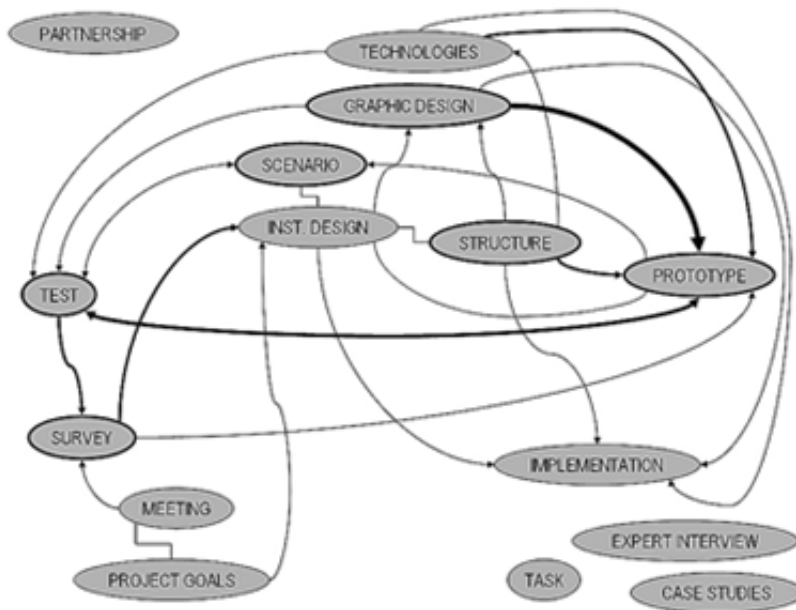 PARTNERSHIP
TECHNOLOGIES
GRAPHIC DESIGN
SCENARIO
INST. DESIGN
STRUCTURE
PROTOTYPE
TEST
SURVEY
IMPLEMENTATION
MEETING
EXPERT INTERVIEW
PROJECT GOALS
TASK
CASE STUDIES